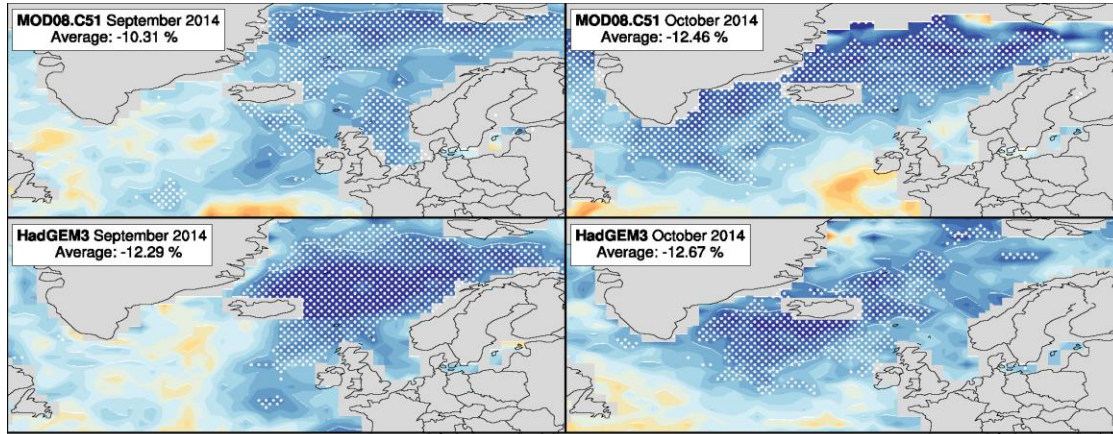 MOD08.C51 September 2014
Average: -10.31 %
MOD08.C51 October 2014
Average: -12.46 %
HadGEM3 September 2014
Average: -12.29 %
HadGEM3 October 2014
Average: -12.67 %